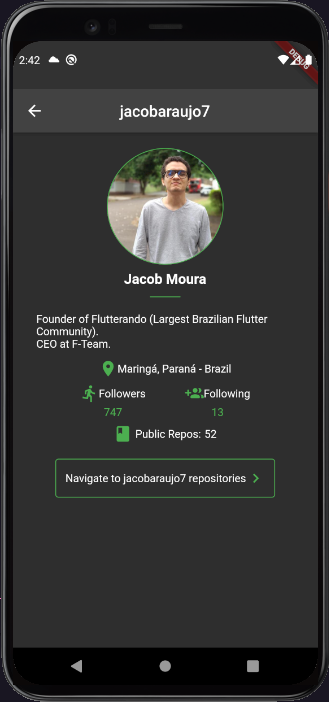 2:42
DEBUG
jacobaraujo7
Jacob Moura
Founder of Flutterando (Largest Brazilian Flutter
Community).
CEO at F-Team.
Maringá, Paraná - Brazil
Followers
Following
747
13
Public Repos: 52
Navigate to jacobaraujo7 repositories